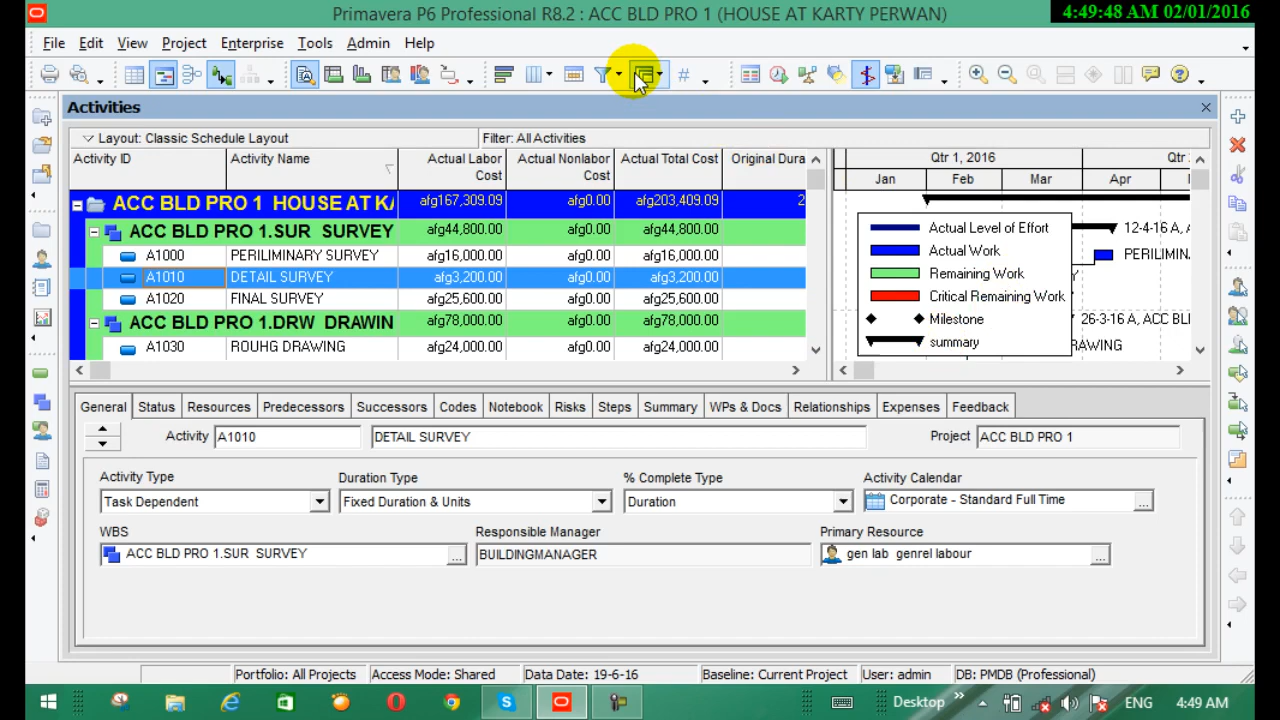 Primavera P6 Professional R8.2 : ACC BLD PRO 1 (HOUSE AT KARTY PERWAN)
4:49:48 AM 02/01/2016
File Edit View Project Enterprise Tools Admin Help
Activities
Layout: Classic Schedule Layout
Filter: All Activities
Activity ID Activity Name Actual Labor Cost Actual Nonlabor Cost Actual Total Cost Original Dura
Qtr 1, 2016 Qtr
Jan Feb Mar Apr
ACC BLD PRO 1 HOUSE AT K afg167,309.09 afg0.00 afg203,409.09 2
ACC BLD PRO 1.SUR SURVEY afg44,800.00 afg0.00 afg44,800.00
A1000 PERILIMINARY SURVEY afg16,000.00 afg0.00 afg16,000.00
A1010 DETAIL SURVEY afg3,200.00 afg0.00 afg3,200.00
A1020 FINAL SURVEY afg25,600.00 afg0.00 afg25,600.00
ACC BLD PRO 1.DRW DRAWIN afg78,000.00 afg0.00 afg78,000.00
A1030 ROUHG DRAWING afg24,000.00 afg0.00 afg24,000.00
Actual Level of Effort
Actual Work
Remaining Work
Critical Remaining Work
Milestone
summary
12-4-16 A, A
PERILIMIN
26-3-16 A, ACC BL
AWING
General Status Resources Predecessors Successors Codes Notebook Risks Steps Summary WPs & Docs Relationships Expenses Feedback
Activity A1010 DETAIL SURVEY Project ACC BLD PRO 1
Activity Type Duration Type % Complete Type Activity Calendar
Task Dependent Fixed Duration & Units Duration Corporate - Standard Full Time ...
WBS Responsible Manager Primary Resource
ACC BLD PRO 1.SUR SURVEY ... BUILDINGMANAGER gen lab genrel labour ...
Portfolio: All Projects Access Mode: Shared Data Date: 19-6-16 Baseline: Current Project User: admin DB: PMDB (Professional)
Desktop » ENG 4:49 AM